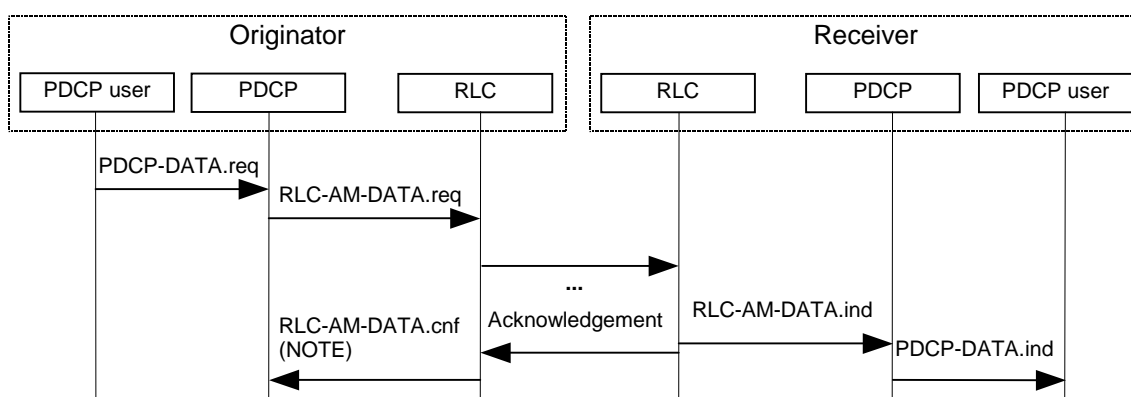 Originator
Receiver
PDCP user
PDCP
RLC
RLC
PDCP
PDCP user
PDCP-DATA.req
RLC-AM-DATA.req
...
RLC-AM-DATA.cnf
(NOTE)
Acknowledgement
RLC-AM-DATA.ind
PDCP-DATA.ind